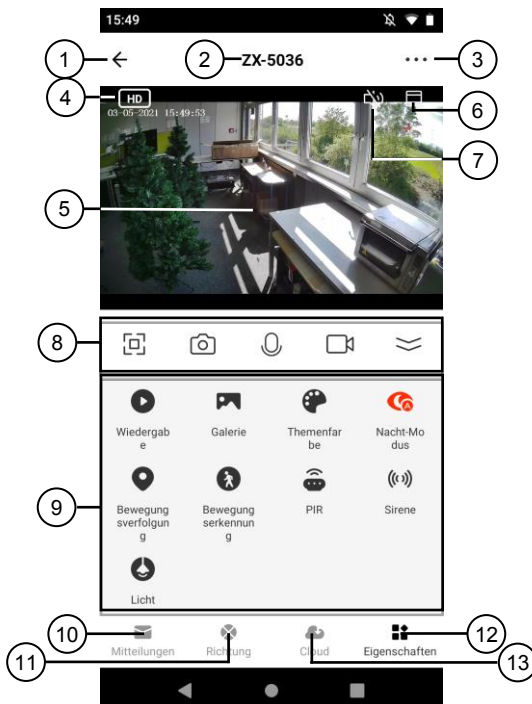 15:49
1
2
ZX-5036
3
4
HD
03-05-2021 15:49:53
6
7
5
8
Wiedergab
e
Galerie
Themenfar
be
Nacht-Mo
dus
9
Bewegung
sverfolgun
g
Bewegung
serkennun
g
PIR
Sirene
Licht
10
Mitteilungen
Richtung
Cloud
Eigenschaften
12
11
13